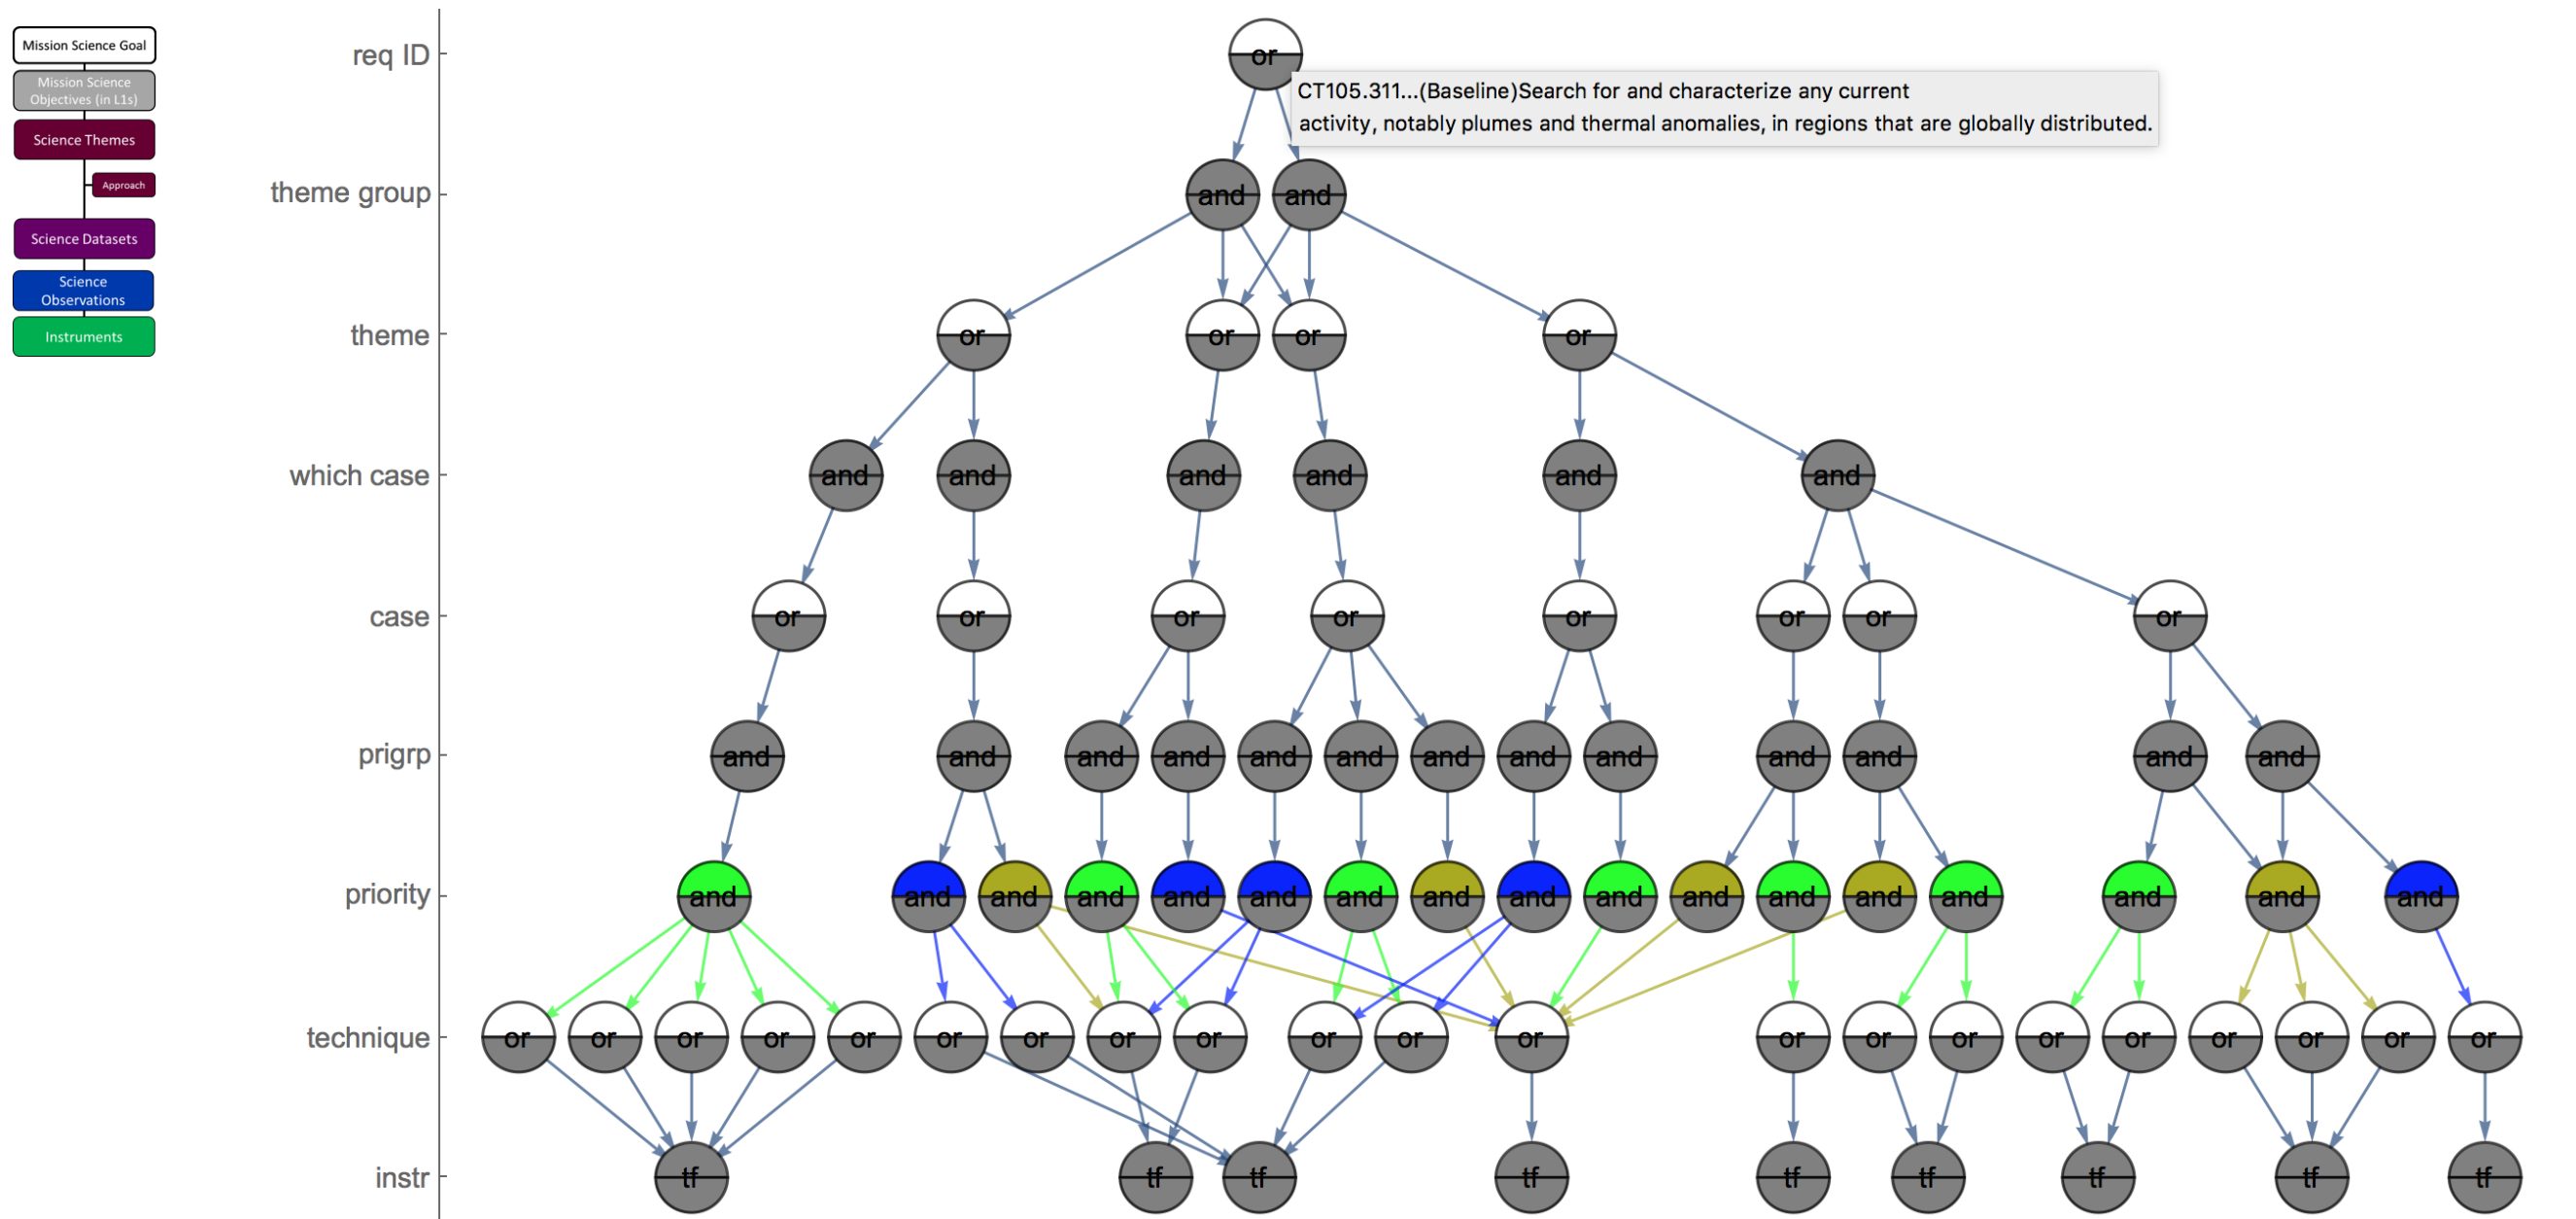 Mission Science Goal
Mission Science
Objectives (in L1s)
Science Themes
Approach
Science Datasets
Science
Observations
Instruments
req ID
or
CT105.311...(Baseline)Search for and characterize any current
activity, notably plumes and thermal anomalies, in regions that are globally distributed.
theme group
and and
theme
or or or or
which case
and and and and and and
case
or or or or or or or or
prigrp
and and and and and and and and and and and and and
priority
and and and and and and and and and and and and and and and and and
technique
or or or or or or or or or or or or or or or or or or or or or or
instr
tf tf tf tf tf tf tf tf tf